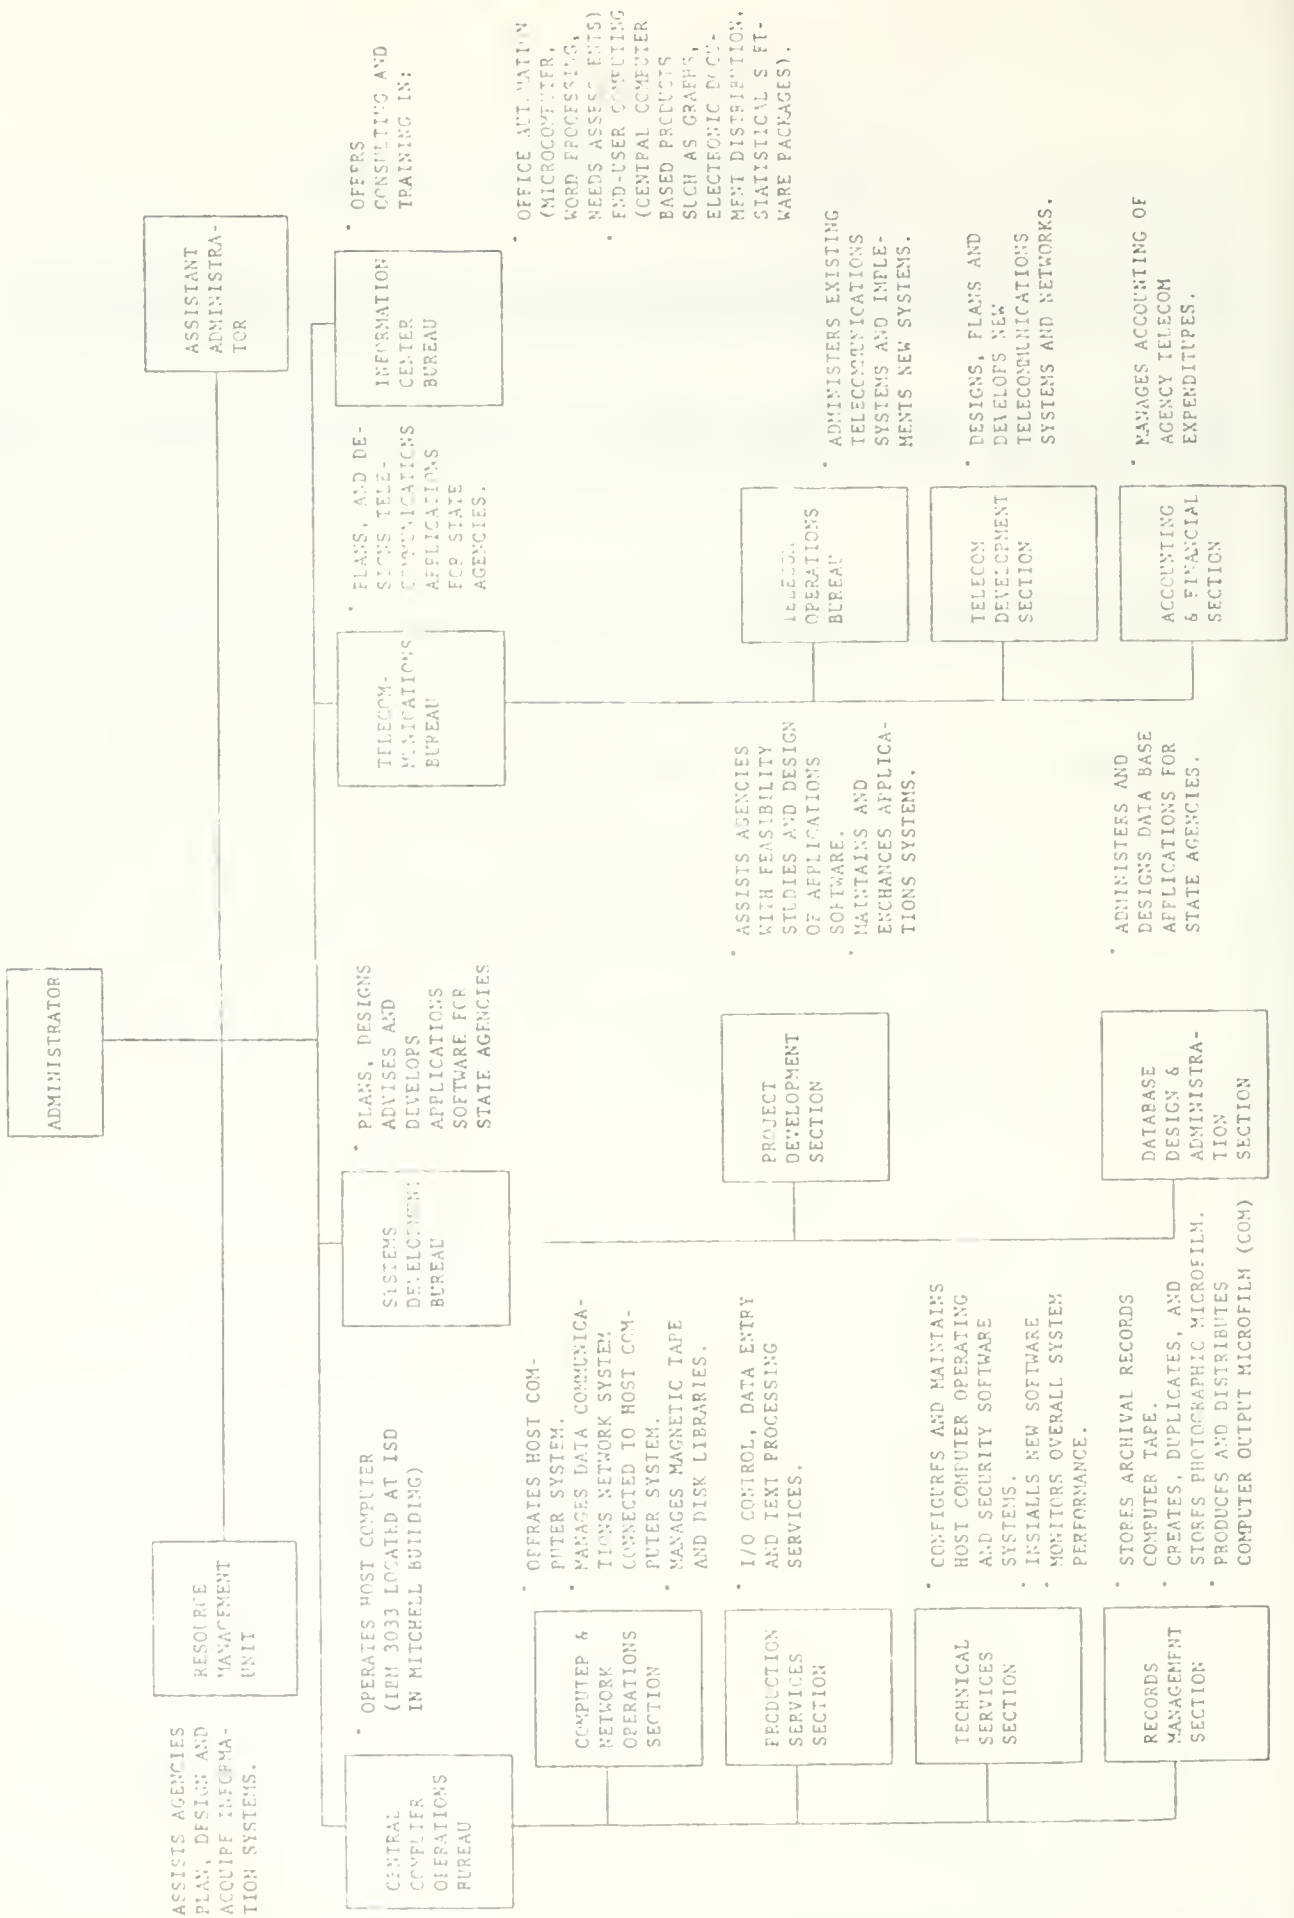 ADMINISTRATOR
ASSISTS AGENCIES
PLAN, DESIGN AND
ACQUIRE INFORMA-
TION SYSTEMS.
RESOURCE
MANAGEMENT
UNIT
ASSISTANT
ADMINISTRA-
TOR
CENTRAL
COMPUTER
OPERATIONS
BUREAU
• OPERATES HOST COMPUTER
(IBM 3033 LOCATED AT ISD
IN MITCHELL BUILDING)
SYSTEMS
DEVELOPMENT
BUREAU
• PLANS, DESIGNS
ADVISES AND
DEVELOPS
APPLICATIONS
SOFTWARE FOR
STATE AGENCIES
TELECOM-
MUNICATIONS
BUREAU
• PLANS, AND DE-
SIGNS TELE-
COMMUNICATIONS
APPLICATIONS
FOR STATE
AGENCIES.
INFORMATION
CENTER
BUREAU
• OFFERS
CONSULTING AND
TRAINING IN:
• OFFICE AUTOMATION
(MICROCOMPUTER,
WORD PROCESSING,
NEEDS ASSESSMENTS)
• END-USER COMPUTING
(CENTRAL COMPUTER
BASED PRODUCTS
SUCH AS GRAPHS,
ELECTRONIC DOCU-
MENT DISTRIBUTION,
STATISTICAL SOFT-
WARE PACKAGES).
COMPUTER &
NETWORK
OPERATIONS
SECTION
• OPERATES HOST COM-
PUTER SYSTEM.
• MANAGES DATA COMMUNICA-
TIONS NETWORK SYSTEM
CONNECTED TO HOST COM-
PUTER SYSTEM.
• MANAGES MAGNETIC TAPE
AND DISK LIBRARIES.
PRODUCTION
SERVICES
SECTION
• I/O CONTROL, DATA ENTRY
AND TEXT PROCESSING
SERVICES.
TECHNICAL
SERVICES
SECTION
• CONFIGURES AND MAINTAINS
HOST COMPUTER OPERATING
AND SECURITY SOFTWARE
SYSTEMS.
• INSTALLS NEW SOFTWARE
• MONITORS OVERALL SYSTEM
PERFORMANCE.
RECORDS
MANAGEMENT
SECTION
• STORES ARCHIVAL RECORDS
COMPUTER TAPE.
• CREATES, DUPLICATES, AND
STORES PHOTOGRAPHIC MICROFILM.
• PRODUCES AND DISTRIBUTES
COMPUTER OUTPUT MICROFILM (COM)
PROJECT
DEVELOPMENT
SECTION
• ASSISTS AGENCIES
WITH FEASIBILITY
STUDIES AND DESIGN
OF APPLICATIONS
SOFTWARE.
• MAINTAINS AND
ENCHANCES APPLICA-
TIONS SYSTEMS.
DATABASE
DESIGN &
ADMINISTRA-
TION
SECTION
• ADMINISTERS AND
DESIGNS DATA BASE
APPLICATIONS FOR
STATE AGENCIES.
TELECOM
OPERATIONS
BUREAU
• ADMINISTERS EXISTING
TELECOMMUNICATIONS
SYSTEMS AND IMPLE-
MENTS NEW SYSTEMS.
TELECOM
DEVELOPMENT
SECTION
• DESIGNS, PLANS AND
DEVELOPS NEW
TELECOMMUNICATIONS
SYSTEMS AND NETWORKS.
ACCOUNTING
& FINANCIAL
SECTION
• MANAGES ACCOUNTING OF
AGENCY TELECOM
EXPENDITURES.